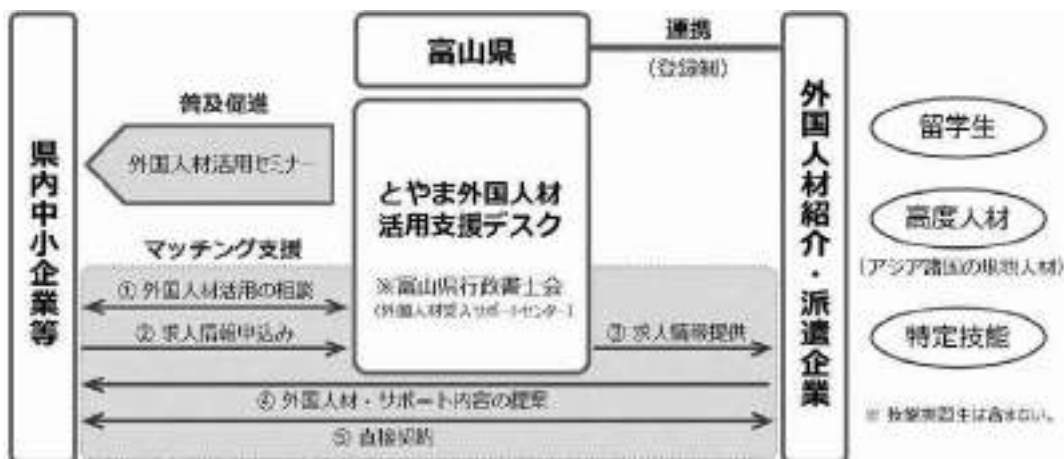 富山県
連携
(登録制)
県内中小企業等
普及促進
外国人材活用セミナー
とやま外国人材
活用支援デスク
※富山県行政書士会
(外国人材受入サポートセンター)
マッチング支援
① 外国人材活用の相談
② 求人情報申込み
③ 求人情報提供
④ 外国人材・サポート内容の提案
⑤ 直接契約
外国人材紹介・派遣企業
留学生
高度人材
(アジア諸国の現地人材)
特定技能
※ 技能実習生は含まない。